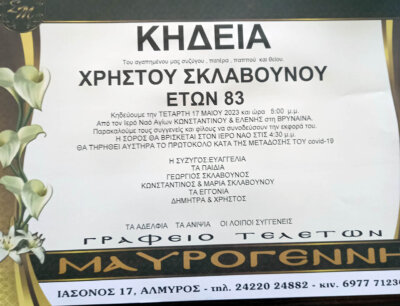 ΚΗΔΕΙΑ
Του αγαπημένου μας συζύγου , πατέρα , παππού και θείου.
ΧΡΗΣΤΟΥ ΣΚΛΑΒΟΥΝΟΥ
ΕΤΩΝ 83
Κηδεύουμε την ΤΕΤΑΡΤΗ 17 ΜΑΙΟΥ 2023 και ώρα 5:00 μ.μ.
Από τον Ιερό Ναό Αγίων ΚΩΝΣΤΑΝΤΙΝΟΥ & ΕΛΕΝΗΣ στη ΒΡΥΝΑΙΝΑ.
Παρακαλούμε τους συγγενείς και φίλους να συνοδεύσουν την εκφορά του.
Η ΣΟΡΟΣ ΘΑ ΒΡΙΣΚΕΤΑΙ ΣΤΟΝ ΙΕΡΟ ΝΑΟ ΣΤΙΣ 4:30 μ.μ.
ΘΑ ΤΗΡΗΘΕΙ ΑΥΣΤΗΡΑ ΤΟ ΠΡΩΤΟΚΟΛΟ ΚΑΤΑ ΤΗΣ ΜΕΤΑΔΟΣΗΣ ΤΟΥ covid-19
Η ΣΥΖΥΓΟΣ:ΕΥΑΓΓΕΛΙΑ
ΤΑ ΠΑΙΔΙΑ
ΓΕΩΡΓΙΟΣ ΣΚΛΑΒΟΥΝΟΣ
ΚΩΝΣΤΑΝΤΙΝΟΣ & ΜΑΡΙΑ ΣΚΛΑΒΟΥΝΟΥ
ΤΑ ΕΓΓΟΝΙΑ
ΔΗΜΗΤΡΑ & ΧΡΗΣΤΟΣ
ΤΑ ΑΔΕΛΦΙΑ ΤΑ ΑΝΙΨΙΑ ΟΙ ΛΟΙΠΟΙ ΣΥΓΓΕΝΕΙΣ
ΓΡΑΦΕΙΟ ΤΕΛΕΤΩΝ
ΜΑΥΡΟΓΕΝΝΗ
ΙΑΣΟΝΟΣ 17, ΑΛΜΥΡΟΣ - τηλ. 24220 24882 - κιν. 6977 7123